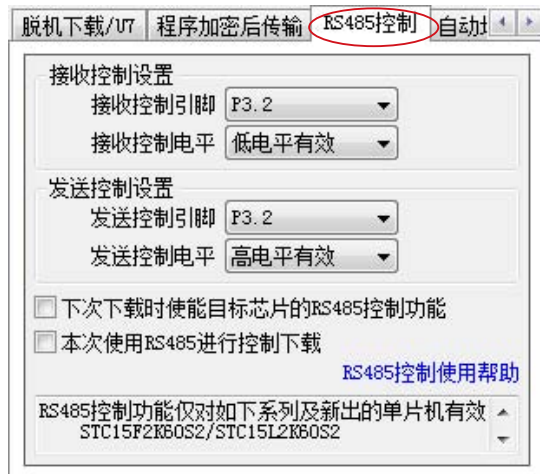 脱机下载/U7 程序加密后传输 RS485控制 自动
接收控制设置
接收控制引脚 P3.2
接收控制电平 低电平有效
发送控制设置
发送控制引脚 P3.2
发送控制电平 高电平有效
下次下载时使能目标芯片的RS485控制功能
本次使用RS485进行控制下载
RS485控制使用帮助
RS485控制功能仅对如下系列及新出的单片机有效
STC15F2K60S2/STC15L2K60S2